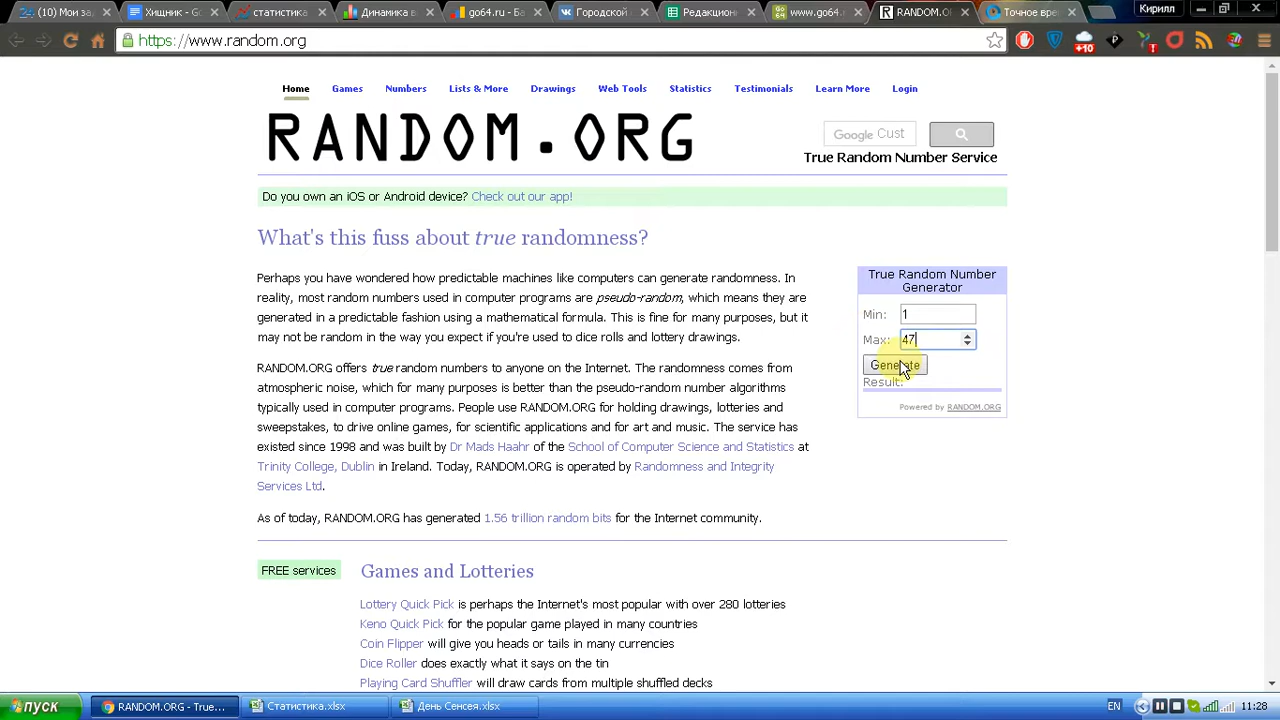 (10) Мои за
Хищник - Go
статистика
Динамика в
go64.ru - Ба
Городской
Редакцион
www.go64
RANDOM.
Точное вре
Кирилл
https://www.random.org
+10
Home Games Numbers Lists & More Drawings Web Tools Statistics Testimonials Learn More Login
RANDOM.ORG
Google Cust
True Random Number Service
Do you own an iOS or Android device? Check out our app!
What's this fuss about true randomness?
Perhaps you have wondered how predictable machines like computers can generate randomness. In
reality, most random numbers used in computer programs are pseudo-random, which means they are
generated in a predictable fashion using a mathematical formula. This is fine for many purposes, but it
may not be random in the way you expect if you're used to dice rolls and lottery drawings.
RANDOM.ORG offers true random numbers to anyone on the Internet. The randomness comes from
atmospheric noise, which for many purposes is better than the pseudo-random number algorithms
typically used in computer programs. People use RANDOM.ORG for holding drawings, lotteries and
sweepstakes, to drive online games, for scientific applications and for art and music. The service has
existed since 1998 and was built by Dr Mads Haahr of the School of Computer Science and Statistics at
Trinity College, Dublin in Ireland. Today, RANDOM.ORG is operated by Randomness and Integrity
Services Ltd.
As of today, RANDOM.ORG has generated 1.56 trillion random bits for the Internet community.
True Random Number
Generator
Min: 1
Max: 47
Generate
Result:
Powered by RANDOM.ORG
FREE services
Games and Lotteries
Lottery Quick Pick is perhaps the Internet's most popular with over 280 lotteries
Keno Quick Pick for the popular game played in many countries
Coin Flipper will give you heads or tails in many currencies
Dice Roller does exactly what it says on the tin
Playing Card Shuffler will draw cards from multiple shuffled decks
пуск
RANDOM.ORG - True...
Статистика.xlsx
День Сенсея.xlsx
EN
11:28